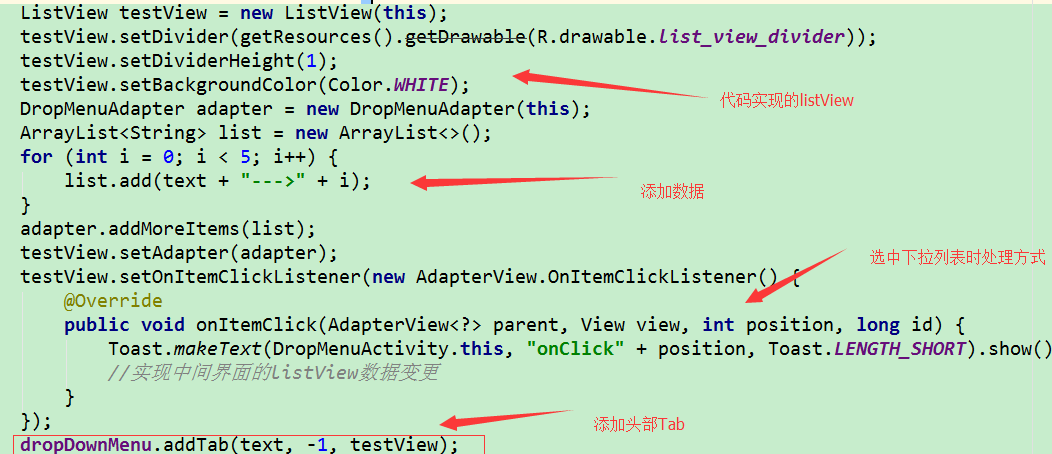 ListView testView = new ListView(this);
testView.setDivider(getResources().getDrawable(R.drawable.list_view_divider));
testView.setDividerHeight(1);
testView.setBackgroundColor(Color.WHITE);
代码实现的listView
DropMenuAdapter adapter = new DropMenuAdapter(this);
ArrayList<String> list = new ArrayList<>();
for (int i = 0; i < 5; i++) {
    list.add(text + "--->" + i);
添加数据
}
adapter.addMoreItems(list);
testView.setAdapter(adapter);
选中下拉列表时处理方式
testView.setOnItemClickListener(new AdapterView.OnItemClickListener() {
    @Override
    public void onItemClick(AdapterView<?> parent, View view, int position, long id) {
        Toast.makeText(DropMenuActivity.this, "onClick" + position, Toast.LENGTH_SHORT).show()
        //实现中间界面的listView数据变更
    }
});
添加头部Tab
dropDownMenu.addTab(text, -1, testView);